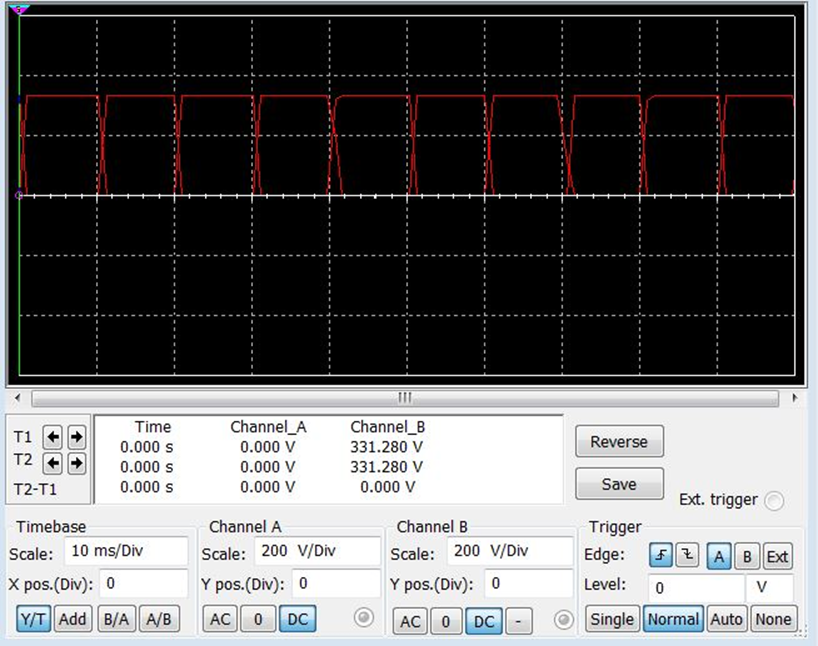 Time Channel_A Channel_B
T1 0.000 s 0.000 V 331.280 V
T2 0.000 s 0.000 V 331.280 V
T2-T1 0.000 s 0.000 V 0.000 V
Reverse
Save
Ext. trigger
Timebase
Scale: 10 ms/Div
X pos.(Div): 0
Y/T Add B/A A/B
Channel A
Scale: 200 V/Div
Y pos.(Div): 0
AC 0 DC
Channel B
Scale: 200 V/Div
Y pos.(Div): 0
AC 0 DC -
Trigger
Edge: A B Ext
Level: 0 V
Single Normal Auto None